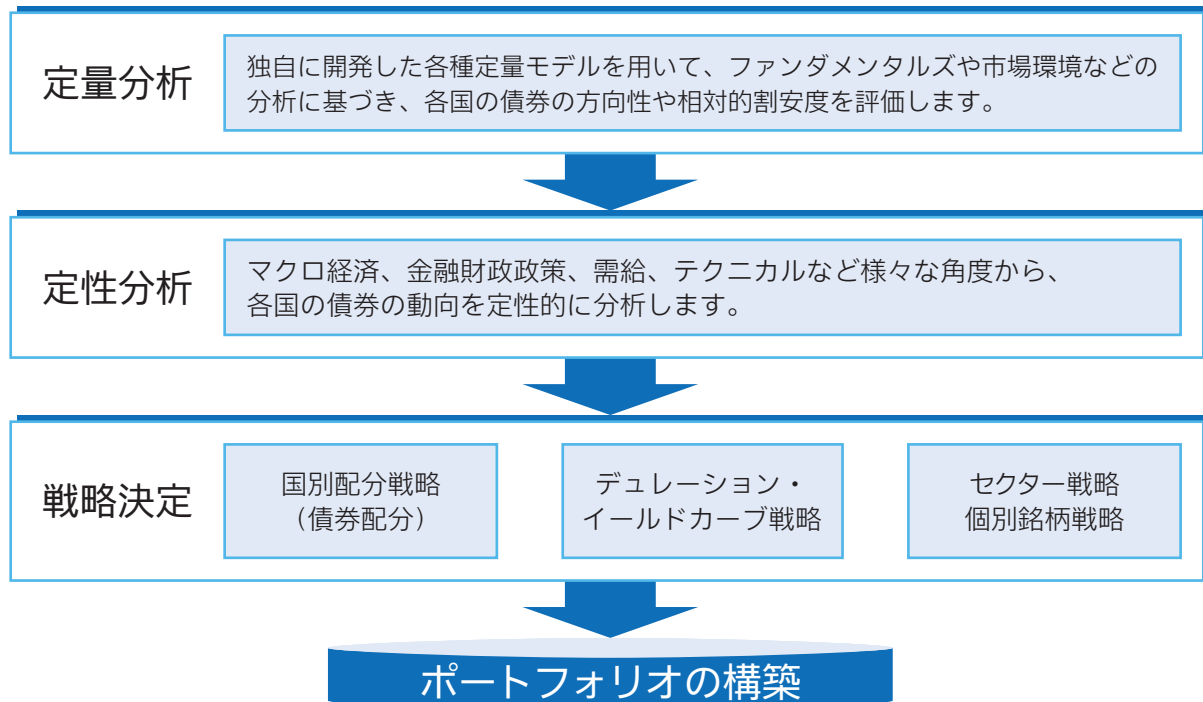 定量分析
独自に開発した各種定量モデルを用いて、ファンダメンタルズや市場環境などの
分析に基づき、各国の債券の方向性や相対的割安度を評価します。
定性分析
マクロ経済、金融財政政策、需給、テクニカルなど様々な角度から、
各国の債券の動向を定性的に分析します。
戦略決定
国別配分戦略
（債券配分）
デュレーション・
イールドカーブ戦略
セクター戦略
個別銘柄戦略
ポートフォリオの構築